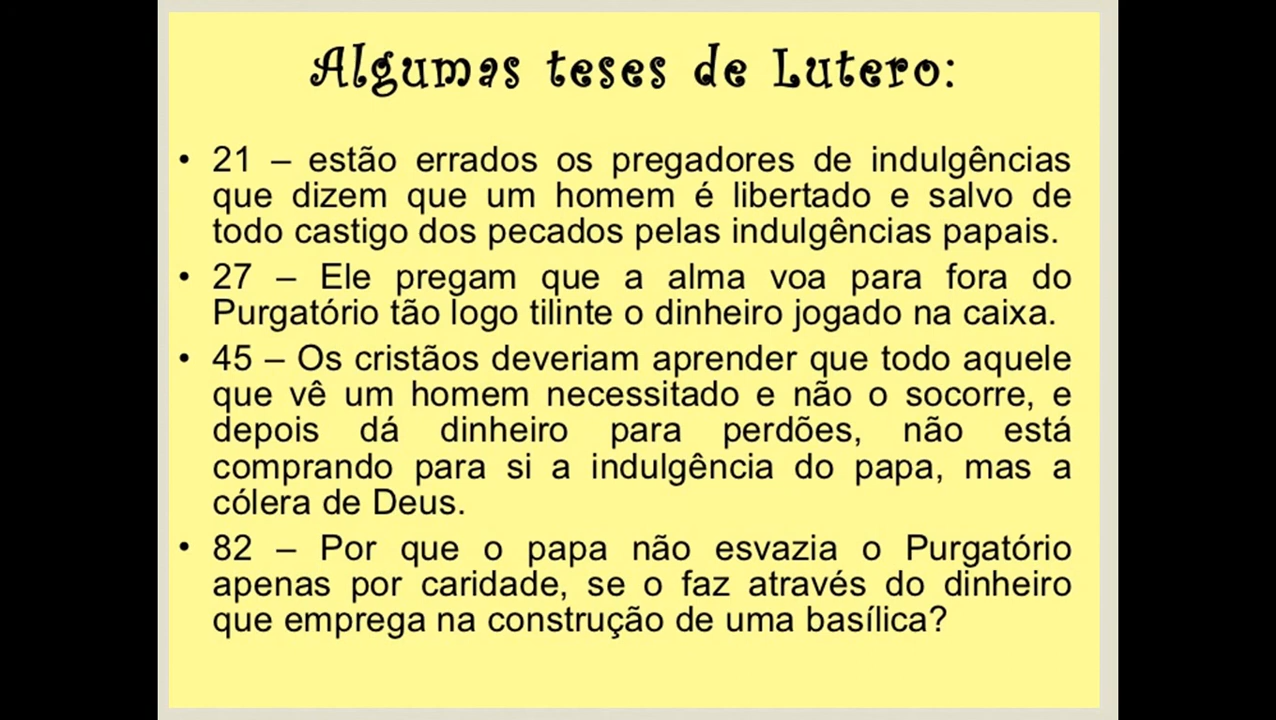 Algumas teses de Lutero:
• 21 – estão errados os pregadores de indulgências
que dizem que um homem é libertado e salvo de
todo castigo dos pecados pelas indulgências papais.
• 27 – Ele pregam que a alma voa para fora do
Purgatório tão logo tilinte o dinheiro jogado na caixa.
• 45 – Os cristãos deveriam aprender que todo aquele
que vê um homem necessitado e não o socorre, e
depois dá dinheiro para perdões, não está
comprando para si a indulgência do papa, mas a
cólera de Deus.
• 82 – Por que o papa não esvazia o Purgatório
apenas por caridade, se o faz através do dinheiro
que emprega na construção de uma basílica?